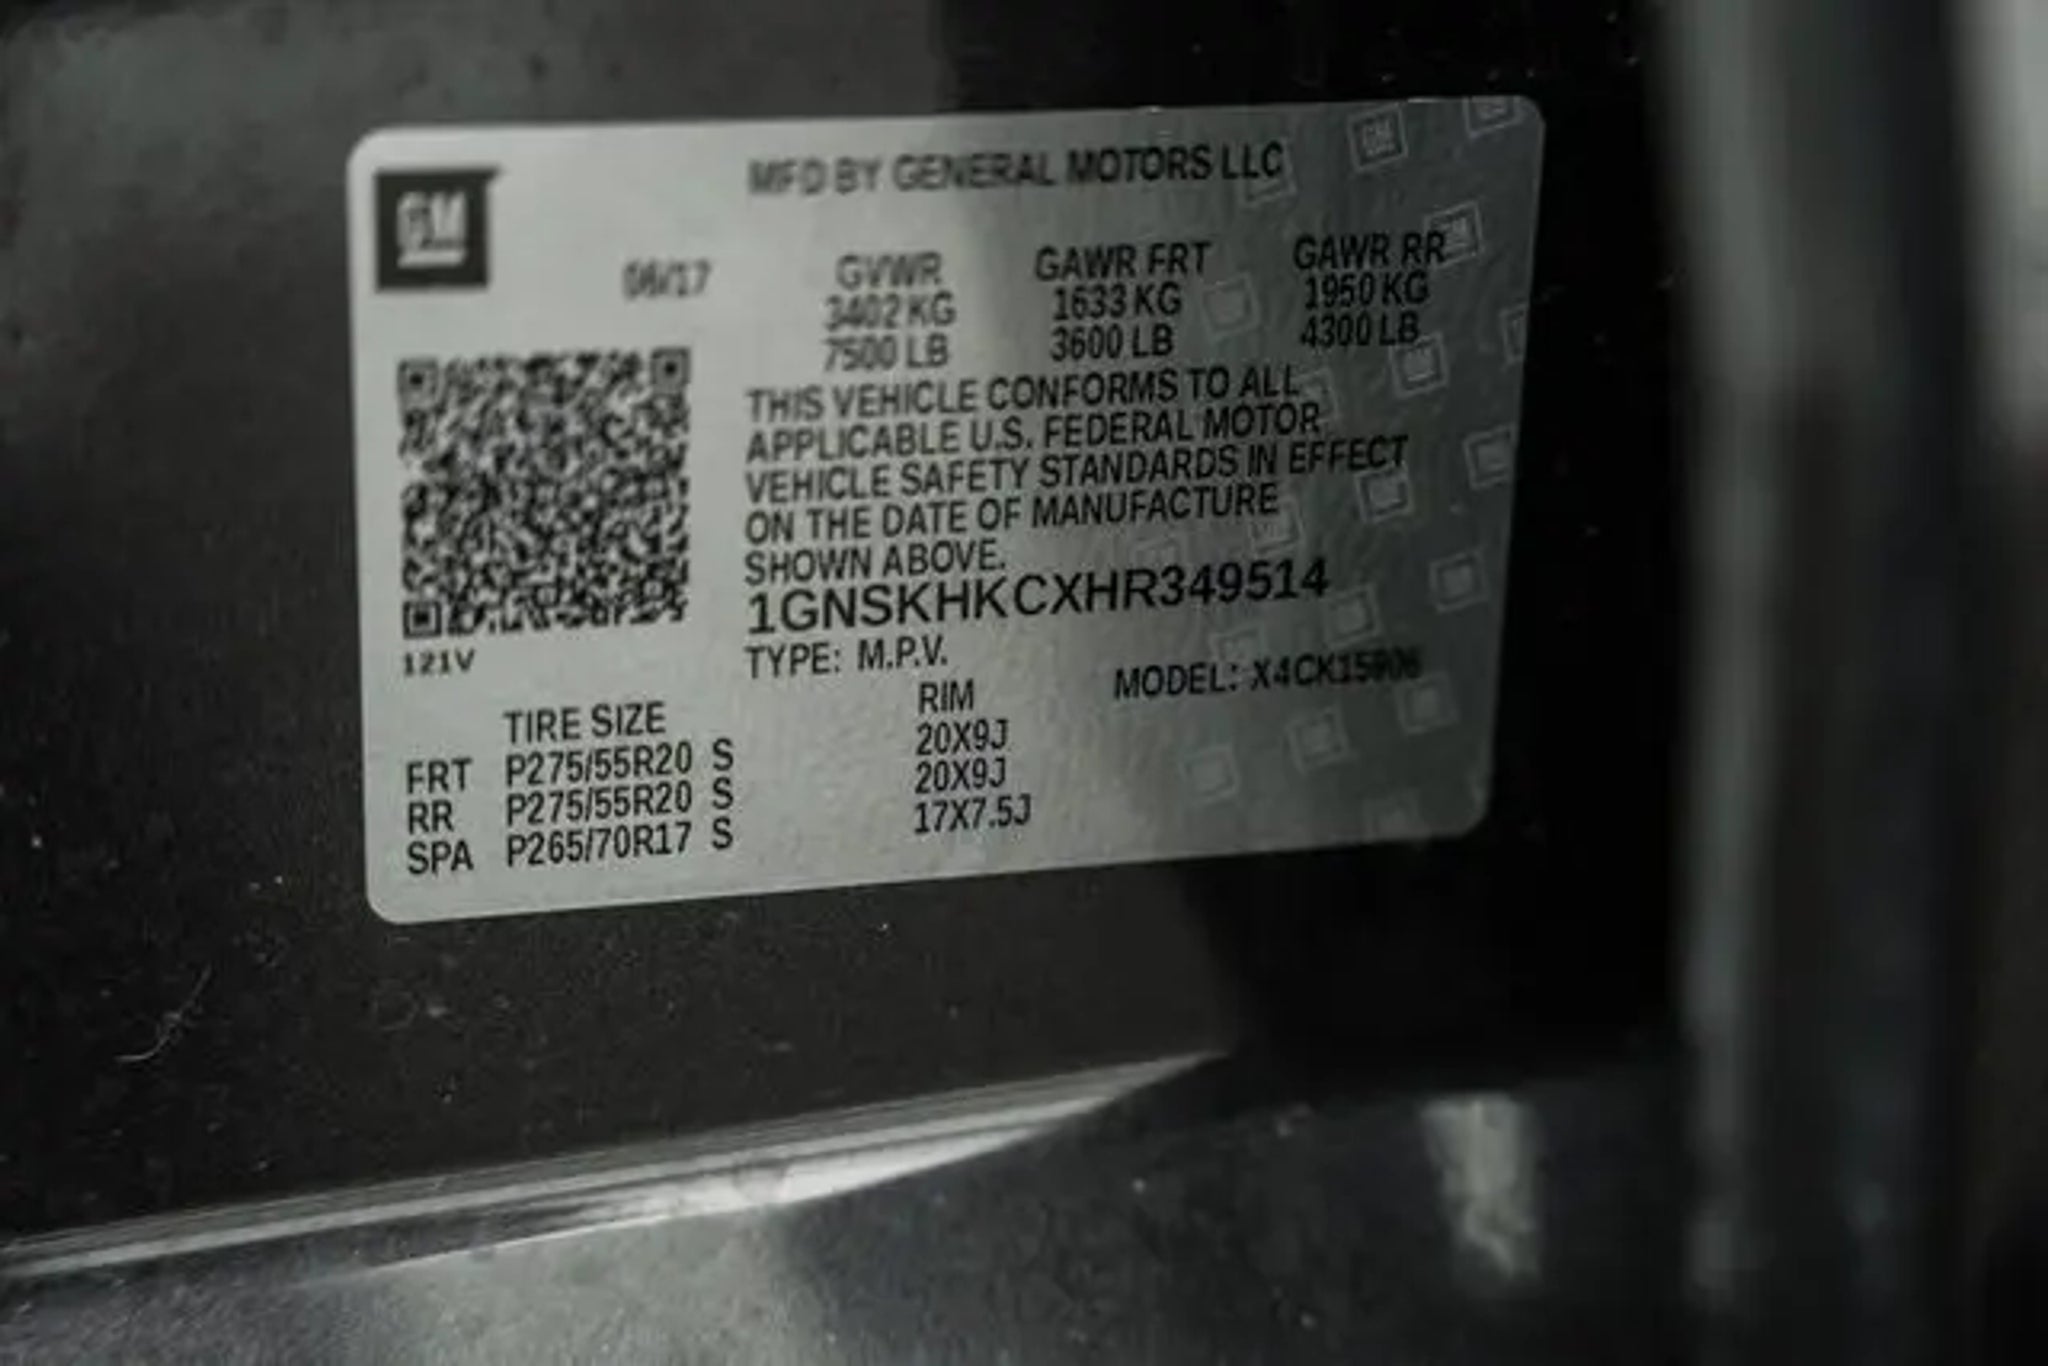 GM
MFD BY GENERAL MOTORS LLC
06/17 GVWR GAWR FRT GAWR RR
3402 KG 1633 KG 1950 KG
7500 LB 3600 LB 4300 LB
THIS VEHICLE CONFORMS TO ALL
APPLICABLE U.S. FEDERAL MOTOR
VEHICLE SAFETY STANDARDS IN EFFECT
ON THE DATE OF MANUFACTURE
SHOWN ABOVE.
1GNSKHKCXHR349514
121V
TYPE: M.P.V. MODEL: X4CK15906
TIRE SIZE RIM
FRT P275/55R20 S 20X9J
RR P275/55R20 S 20X9J
SPA P265/70R17 S 17X7.5J